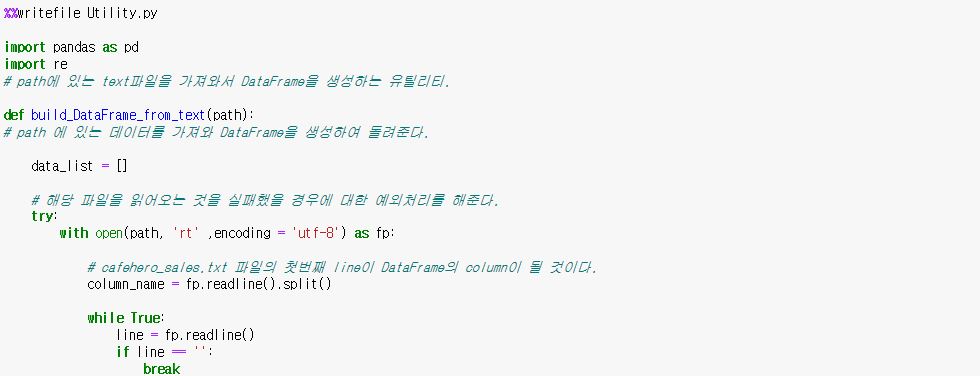 %%writefile Utility.py
import pandas as pd
import re
# path에 있는 text파일을 가져와서 DataFrame을 생성하는 유틸리티.
def build_DataFrame_from_text(path):
# path 에 있는 데이터를 가져와 DataFrame을 생성하여 돌려준다.
data_list = []
# 해당 파일을 읽어오는 것을 실패했을 경우에 대한 예외처리를 해준다.
try:
with open(path, 'rt' ,encoding = 'utf-8') as fp:
# cafehero_sales.txt 파일의 첫번째 line이 DataFrame의 column이 될 것이다.
column_name = fp.readline().split()
while True:
line = fp.readline()
if line == '':
break